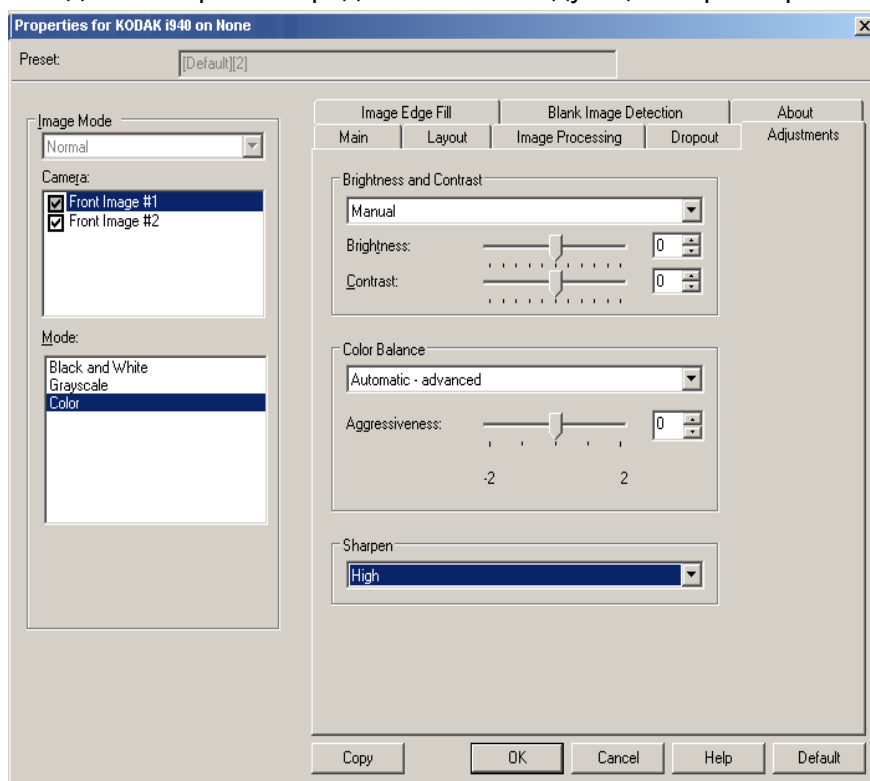 Properties for KODAK i940 on None
Preset:
[Default][2]
Image Mode
Normal
Camera:
Front Image #1
Front Image #2
Mode:
Black and White
Grayscale
Color
Image Edge Fill
Blank Image Detection
About
Main
Layout
Image Processing
Dropout
Adjustments
Brightness and Contrast
Manual
Brightness:
0
Contrast:
0
Color Balance
Automatic - advanced
Aggressiveness:
0
-2
2
Sharpen
High
Copy
OK
Cancel
Help
Default